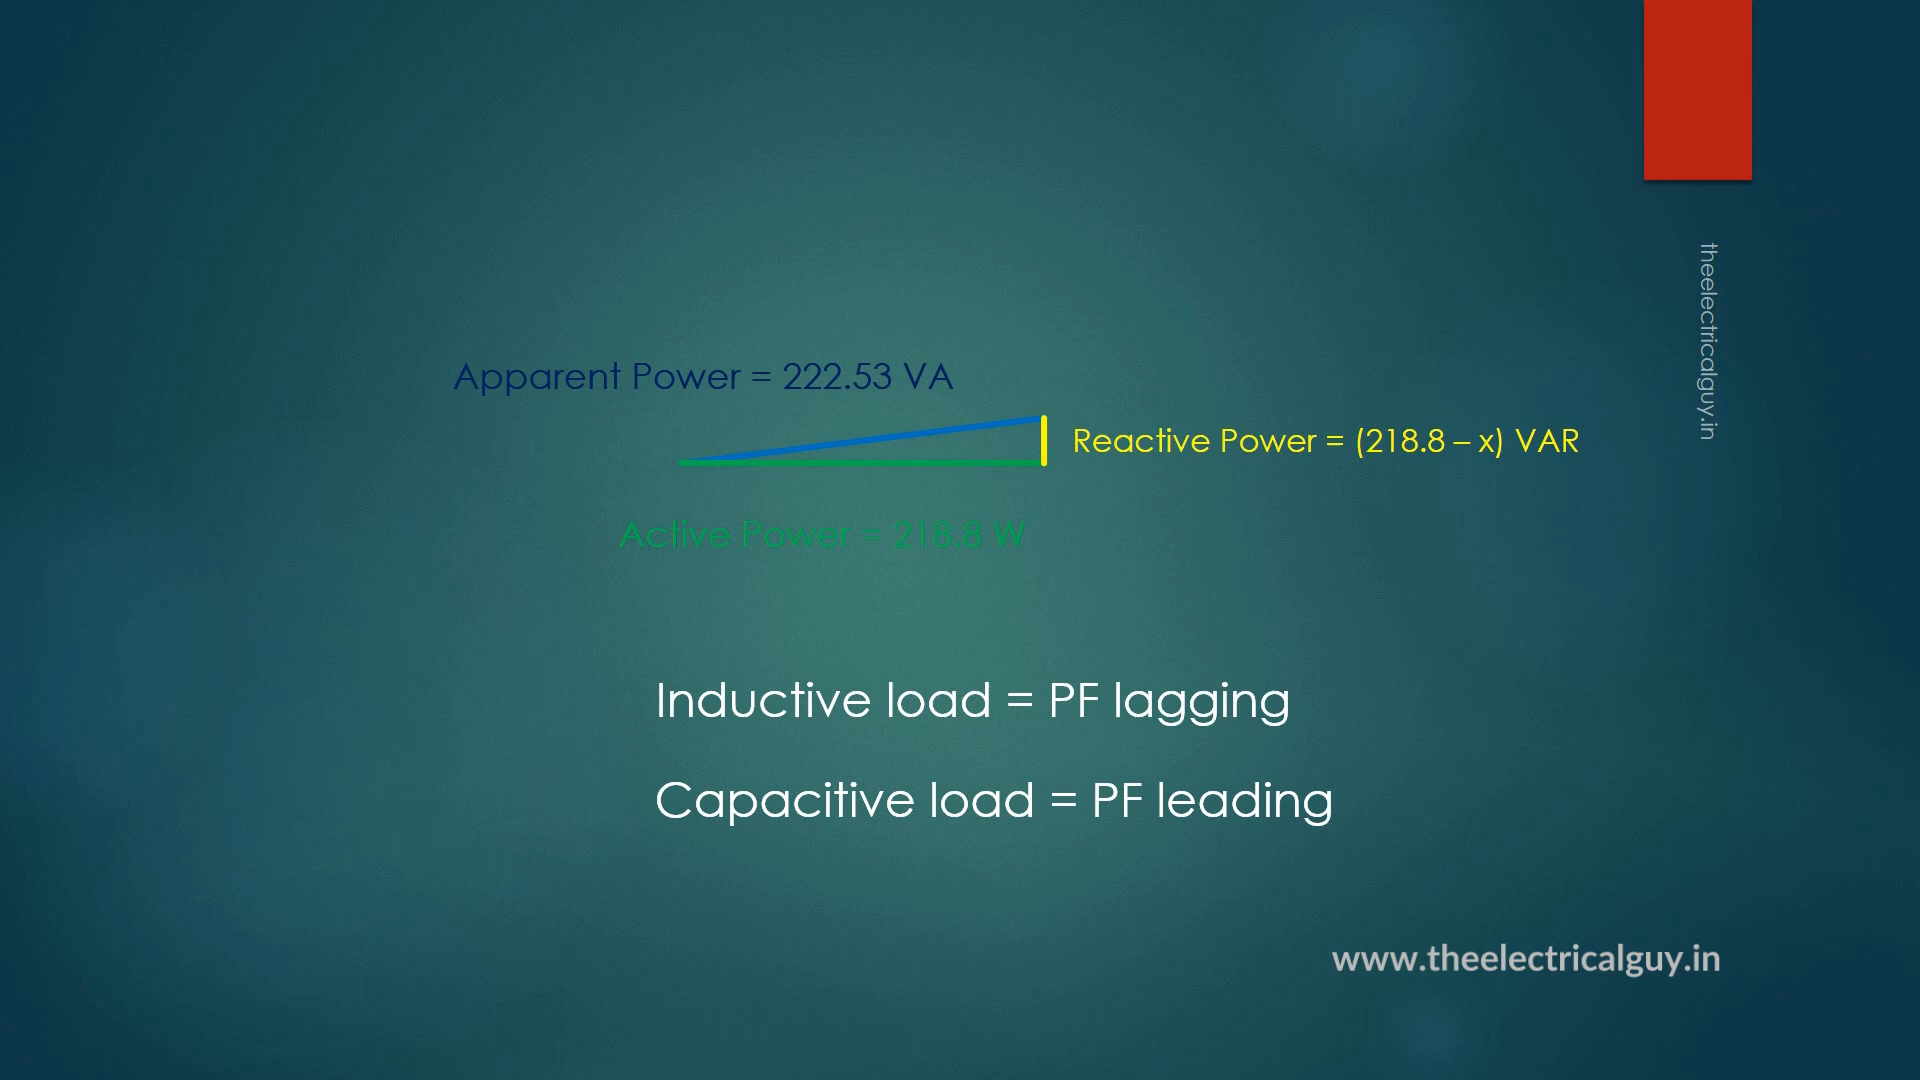 theelectricalguy.in
Apparent Power = 222.53 VA
Reactive Power = (218.8 – x) VAR
Active Power = 218.8 W
Inductive load = PF lagging
Capacitive load = PF leading
www.theelectricalguy.in